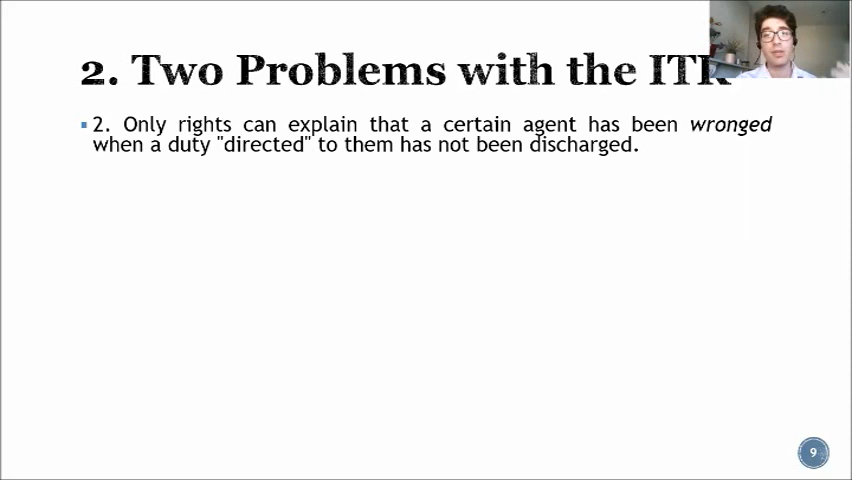 2. Two Problems with the ITR
2. Only rights can explain that a certain agent has been wronged
when a duty "directed" to them has not been discharged.
9